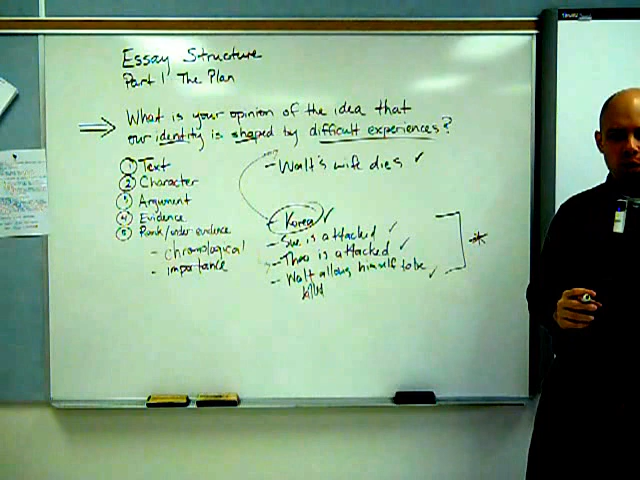 Essay Structure
Part 1 The Plan
What is your opinion of the idea that
our identity is shaped by difficult experiences?
1 Text
2 Character
3 Argument
4 Evidence
5 Rank/order evidence
- chronological
- importance
- Walt's wife dies ✓
- Korea ✓
- Sue is attacked ✓
- Thao is attacked ✓
- Walt allows himself to be ✓
killed